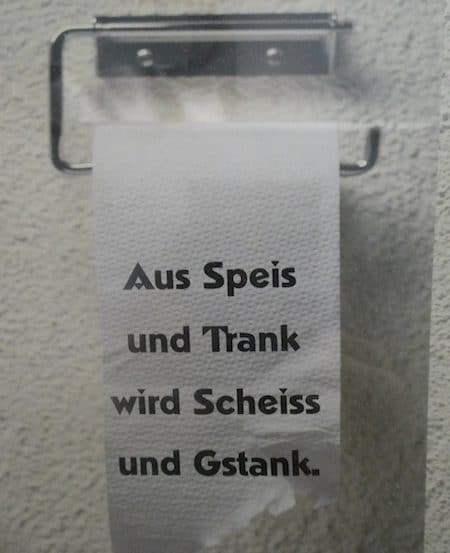 Aus Speis
und Trank
wird Scheiss
und Gstank.